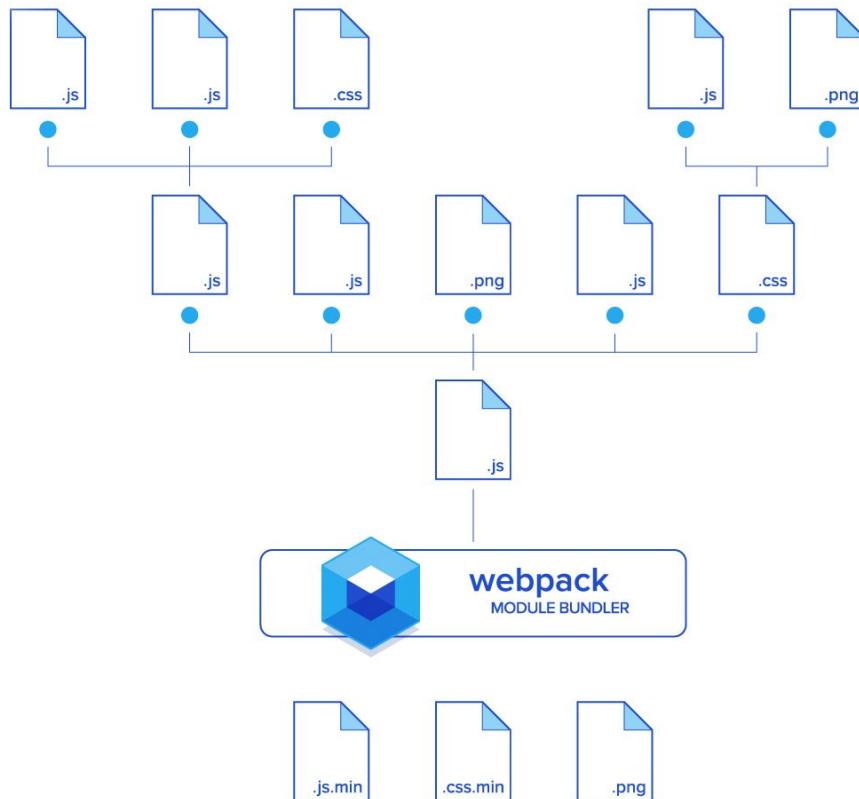 .js
.js
.css
.js
.png
.js
.js
.png
.js
.css
.js
webpack
MODULE BUNDLER
.js.min
.css.min
.png